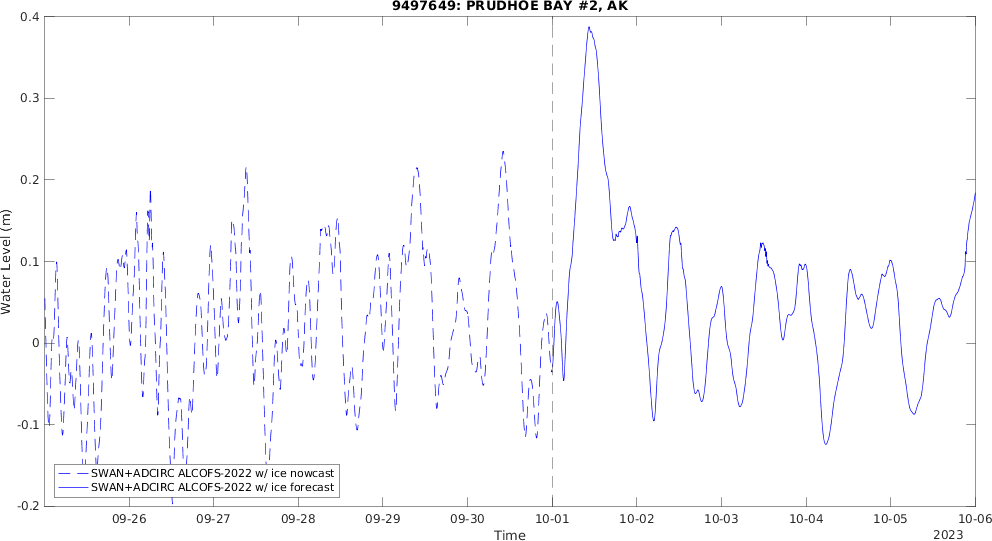 9497649: PRUDHOE BAY #2, AK
0.4
0.3
0.2
0.1
0
-0.1
-0.2
Water Level (m)
SWAN+ADCIRC ALCOFS-2022 w/ ice nowcast
SWAN+ADCIRC ALCOFS-2022 w/ ice forecast
09-26 09-27 09-28 09-29 09-30 10-01 10-02 10-03 10-04 10-05 10-06
Time
2023